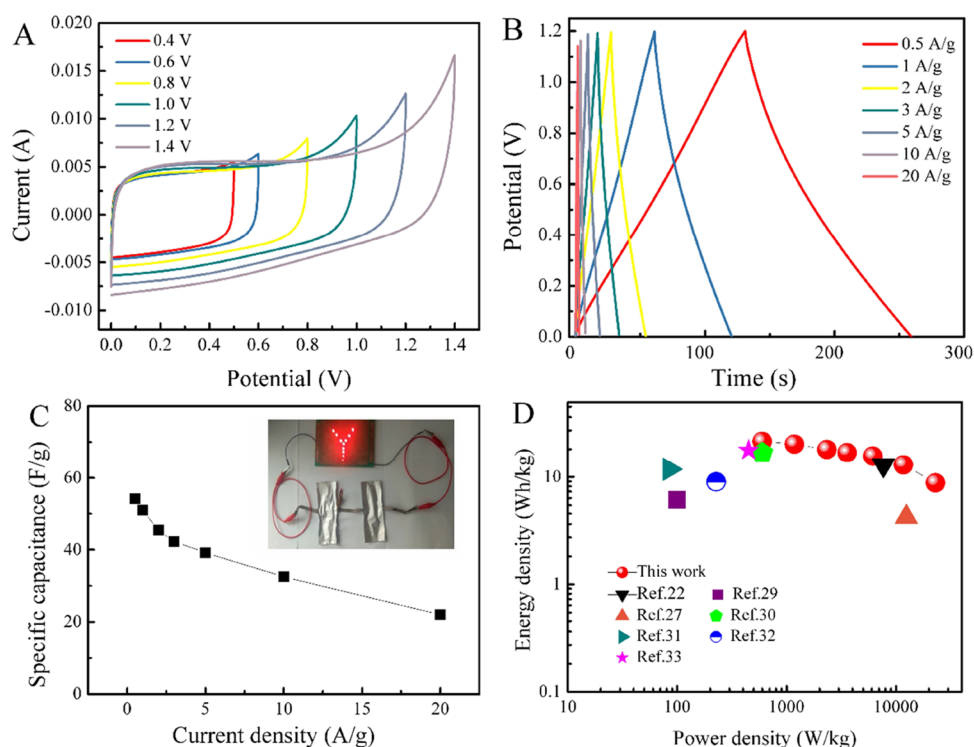 A
0.020
0.015
0.010
0.005
0.000
-0.005
-0.010
Current (A)
0.4 V
0.6 V
0.8 V
1.0 V
1.2 V
1.4 V
0.0 0.2 0.4 0.6 0.8 1.0 1.2 1.4
Potential (V)
B
1.2
1.0
0.8
0.6
0.4
0.2
0.0
Potential (V)
0.5 A/g
1 A/g
2 A/g
3 A/g
5 A/g
10 A/g
20 A/g
0 100 200 300
Time (s)
C
80
60
40
20
0
Specific capacitance (F/g)
Y
0 5 10 15 20
Current density (A/g)
D
10
1
0.1
Energy density (Wh/kg)
This work
Ref.22 Ref.29
Ref.27 Ref.30
Ref.31 Ref.32
Ref.33
10 100 1000 10000
Power density (W/kg)